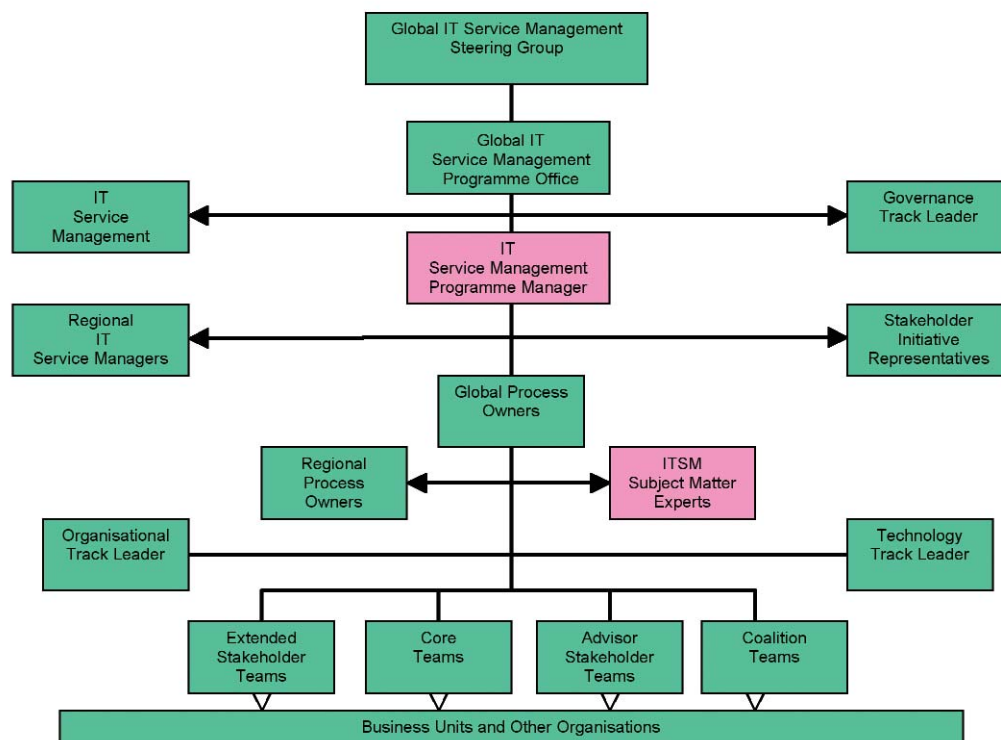 Global IT Service Management
Steering Group
Global IT
Service Management
Programme Office
IT
Service
Management
Governance
Track Leader
IT
Service Management
Programme Manager
Regional
IT
Service Managers
Stakeholder
Initiative
Representatives
Global Process
Owners
Regional
Process
Owners
ITSM
Subject Matter
Experts
Organisational
Track Leader
Technology
Track Leader
Extended
Stakeholder
Teams
Core
Teams
Advisor
Stakeholder
Teams
Coalition
Teams
Business Units and Other Organisations